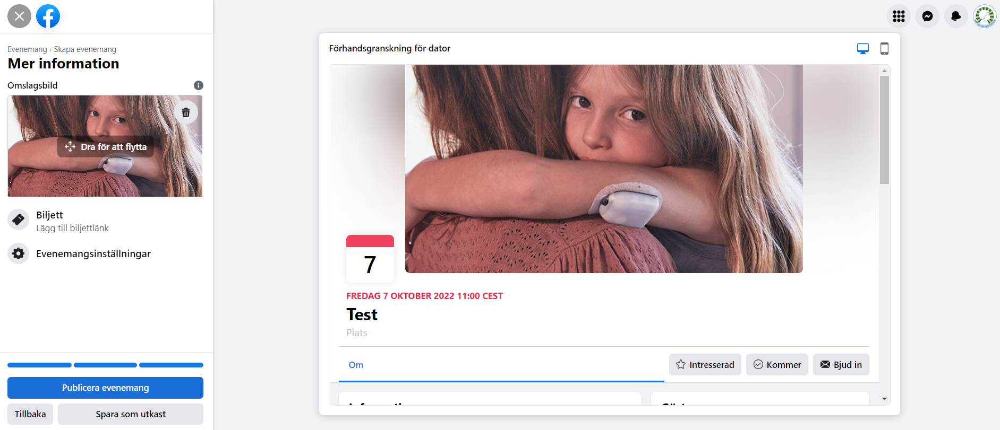 Evenemang › Skapa evenemang
Mer information
Omslagsbild
Dra för att flytta
Biljett
Lägg till biljettlänk
Evenemangsinställningar
Publicera evenemang
Tillbaka
Spara som utkast
Förhandsgranskning för dator
7
FREDAG 7 OKTOBER 2022 11:00 CEST
Test
Plats
Om
Intresserad
Kommer
Bjud in